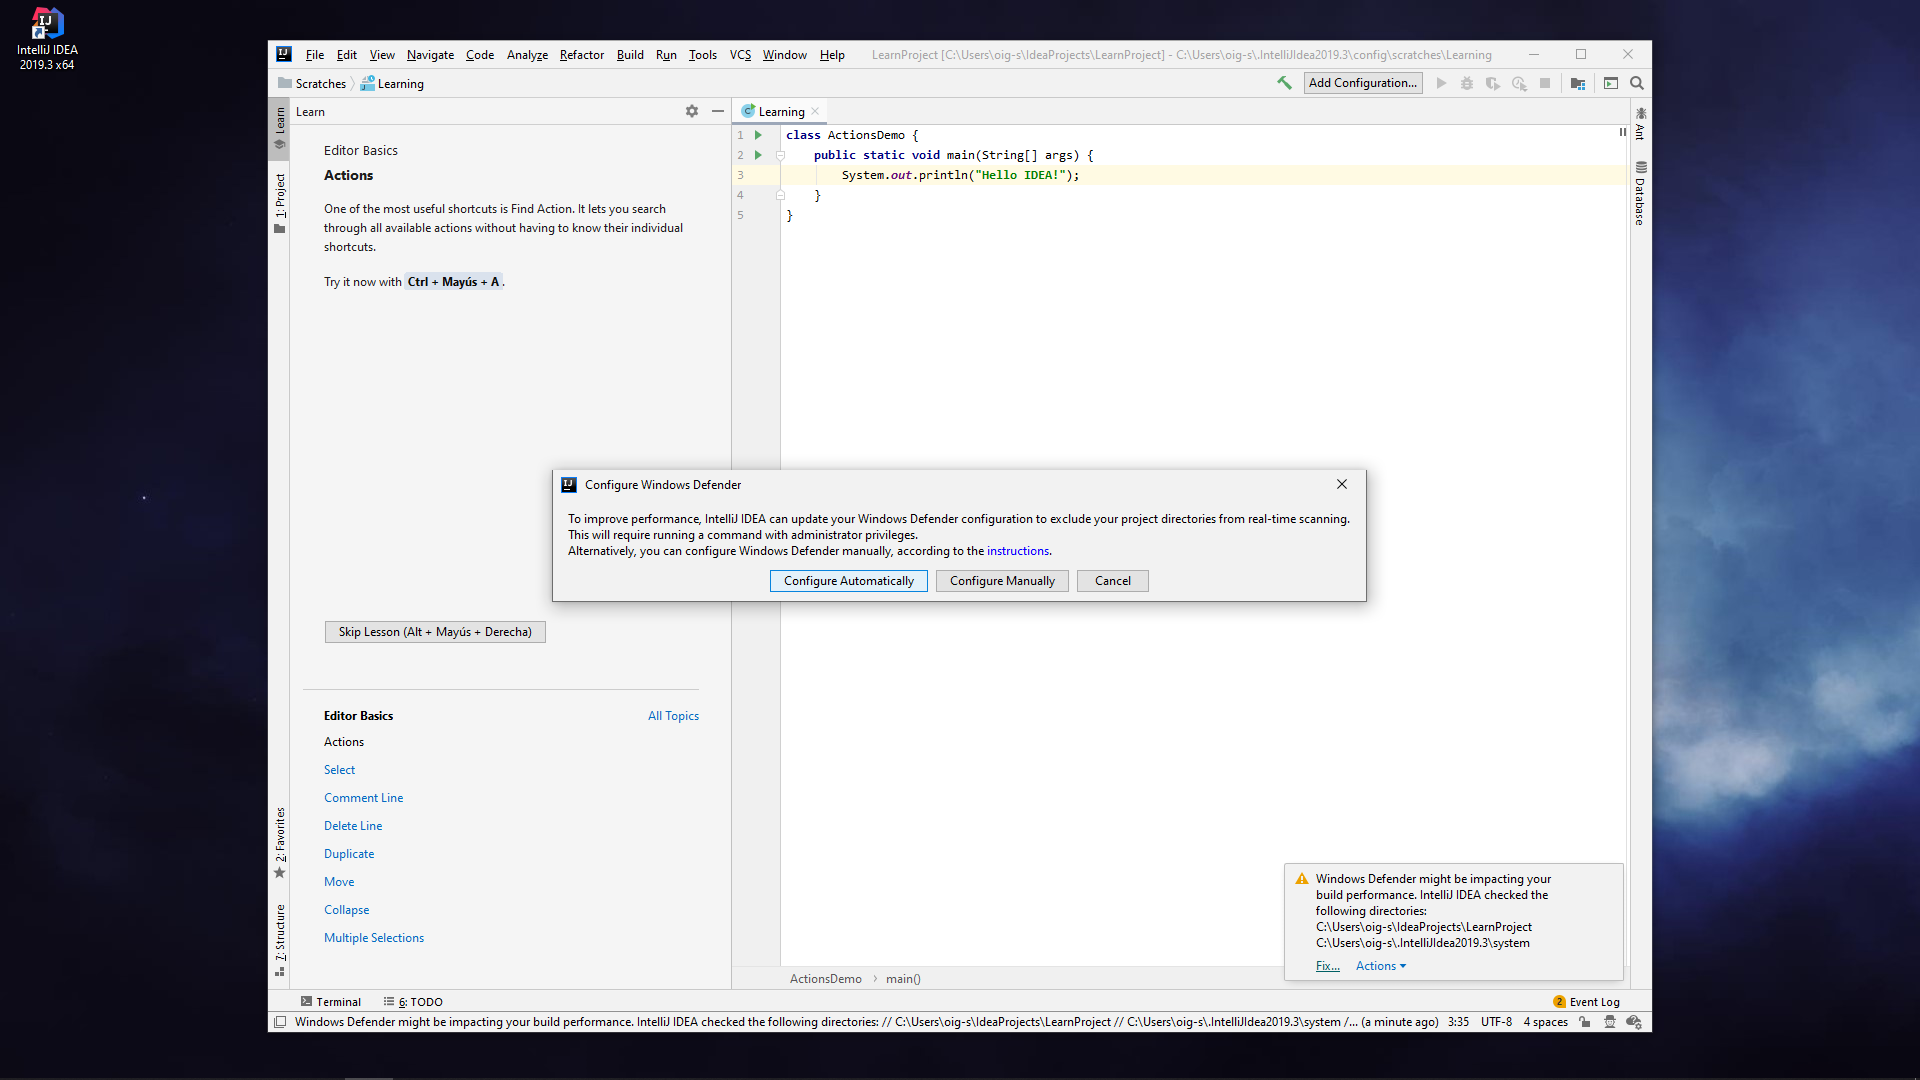 IntelliJ IDEA
2019.3 x64
File Edit View Navigate Code Analyze Refactor Build Run Tools VCS Window Help LearnProject [C:\Users\oig-s\IdeaProjects\LearnProject] - C:\Users\oig-s\.IntelliJIdea2019.3\config\scratches\Learning
Scratches Learning Add Configuration...
Learn
1: Project
2: Favorites
7: Structure
Learn
Editor Basics
Actions
One of the most useful shortcuts is Find Action. It lets you search
through all available actions without having to know their individual
shortcuts.
Try it now with Ctrl + Mayús + A.
Skip Lesson (Alt + Mayús + Derecha)
Editor Basics All Topics
Actions
Select
Comment Line
Delete Line
Duplicate
Move
Collapse
Multiple Selections
Learning
1 class ActionsDemo {
2 public static void main(String[] args) {
3 System.out.println("Hello IDEA!");
4 }
5 }
Ant
Database
Configure Windows Defender
To improve performance, IntelliJ IDEA can update your Windows Defender configuration to exclude your project directories from real-time scanning.
This will require running a command with administrator privileges.
Alternatively, you can configure Windows Defender manually, according to the instructions.
Configure Automatically Configure Manually Cancel
Windows Defender might be impacting your
build performance. IntelliJ IDEA checked the
following directories:
C:\Users\oig-s\IdeaProjects\LearnProject
C:\Users\oig-s\.IntelliJIdea2019.3\system
Fix... Actions
ActionsDemo main()
Terminal 6: TODO 2 Event Log
Windows Defender might be impacting your build performance. IntelliJ IDEA checked the following directories: // C:\Users\oig-s\IdeaProjects\LearnProject // C:\Users\oig-s\.IntelliJIdea2019.3\system /... (a minute ago) 3:35 UTF-8 4 spaces